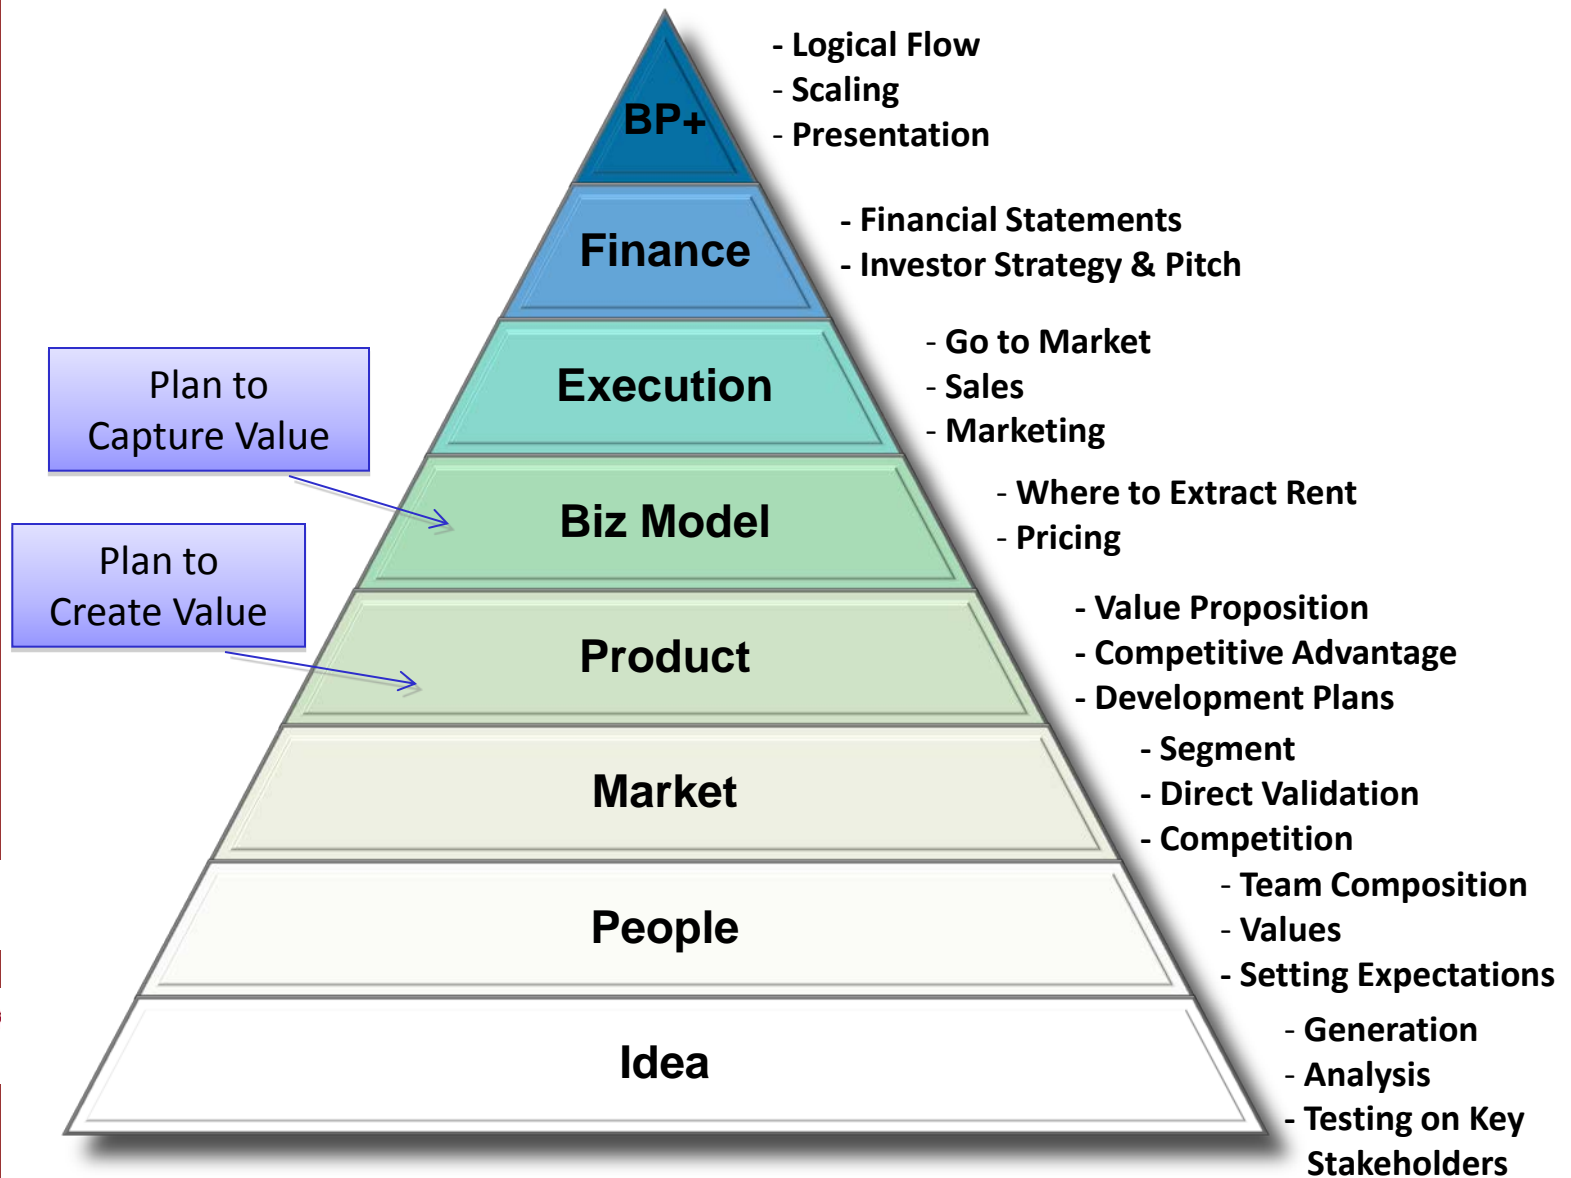 BP+
- Logical Flow
- Scaling
- Presentation
Finance
- Financial Statements
- Investor Strategy & Pitch
Execution
- Go to Market
- Sales
- Marketing
Plan to
Capture Value
Biz Model
- Where to Extract Rent
- Pricing
Plan to
Create Value
Product
- Value Proposition
- Competitive Advantage
- Development Plans
Market
- Segment
- Direct Validation
- Competition
People
- Team Composition
- Values
- Setting Expectations
Idea
- Generation
- Analysis
- Testing on Key
Stakeholders